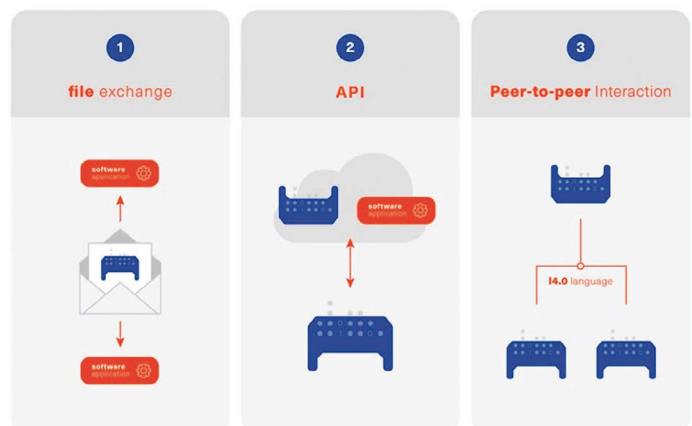 1
file exchange
software
application
software
application
2
API
software
application
3
Peer-to-peer Interaction
I4.0 language